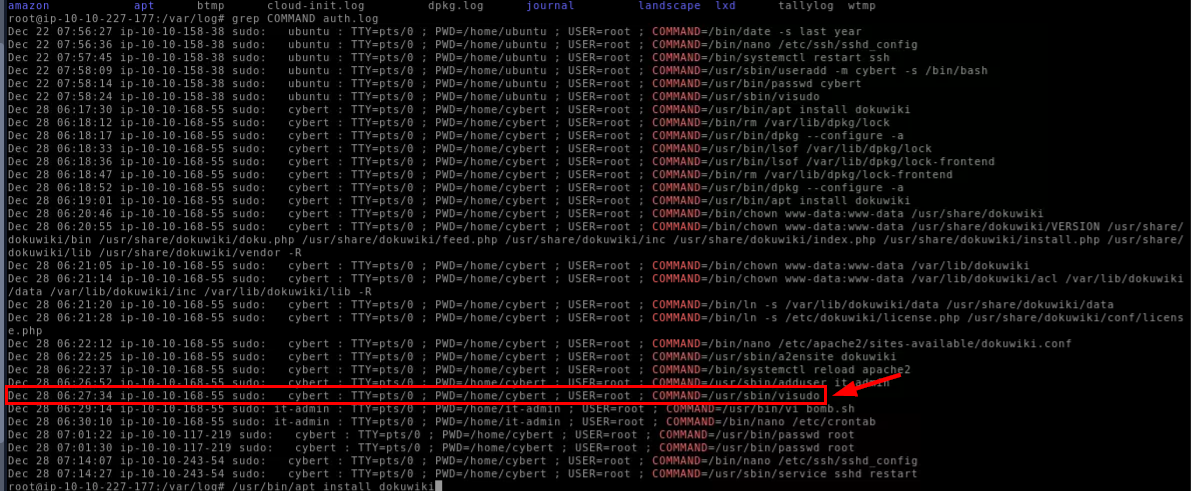 amazon apt btmp cloud-init.log dpkg.log journal landscape lxd tallylog wtmp
root@ip-10-10-227-177:/var/log# grep COMMAND auth.log
Dec 22 07:56:27 ip-10-10-158-38 sudo: ubuntu : TTY=pts/0 ; PWD=/home/ubuntu ; USER=root ; COMMAND=/bin/date -s last year
Dec 22 07:56:36 ip-10-10-158-38 sudo: ubuntu : TTY=pts/0 ; PWD=/home/ubuntu ; USER=root ; COMMAND=/bin/nano /etc/ssh/sshd_config
Dec 22 07:57:45 ip-10-10-158-38 sudo: ubuntu : TTY=pts/0 ; PWD=/home/ubuntu ; USER=root ; COMMAND=/bin/systemctl restart ssh
Dec 22 07:58:09 ip-10-10-158-38 sudo: ubuntu : TTY=pts/0 ; PWD=/home/ubuntu ; USER=root ; COMMAND=/usr/sbin/useradd -m cybert -s /bin/bash
Dec 22 07:58:14 ip-10-10-158-38 sudo: ubuntu : TTY=pts/0 ; PWD=/home/ubuntu ; USER=root ; COMMAND=/usr/bin/passwd cybert
Dec 22 07:58:24 ip-10-10-158-38 sudo: ubuntu : TTY=pts/0 ; PWD=/home/ubuntu ; USER=root ; COMMAND=/usr/sbin/visudo
Dec 28 06:17:30 ip-10-10-168-55 sudo: cybert : TTY=pts/0 ; PWD=/home/cybert ; USER=root ; COMMAND=/usr/bin/apt install dokuwiki
Dec 28 06:18:12 ip-10-10-168-55 sudo: cybert : TTY=pts/0 ; PWD=/home/cybert ; USER=root ; COMMAND=/bin/rm /var/lib/dpkg/lock
Dec 28 06:18:17 ip-10-10-168-55 sudo: cybert : TTY=pts/0 ; PWD=/home/cybert ; USER=root ; COMMAND=/usr/bin/dpkg --configure -a
Dec 28 06:18:33 ip-10-10-168-55 sudo: cybert : TTY=pts/0 ; PWD=/home/cybert ; USER=root ; COMMAND=/usr/bin/lsof /var/lib/dpkg/lock
Dec 28 06:18:36 ip-10-10-168-55 sudo: cybert : TTY=pts/0 ; PWD=/home/cybert ; USER=root ; COMMAND=/usr/bin/lsof /var/lib/dpkg/lock-frontend
Dec 28 06:18:47 ip-10-10-168-55 sudo: cybert : TTY=pts/0 ; PWD=/home/cybert ; USER=root ; COMMAND=/bin/rm /var/lib/dpkg/lock-frontend
Dec 28 06:18:52 ip-10-10-168-55 sudo: cybert : TTY=pts/0 ; PWD=/home/cybert ; USER=root ; COMMAND=/usr/bin/dpkg --configure -a
Dec 28 06:19:01 ip-10-10-168-55 sudo: cybert : TTY=pts/0 ; PWD=/home/cybert ; USER=root ; COMMAND=/usr/bin/apt install dokuwiki
Dec 28 06:20:46 ip-10-10-168-55 sudo: cybert : TTY=pts/0 ; PWD=/home/cybert ; USER=root ; COMMAND=/bin/chown www-data:www-data /usr/share/dokuwiki
Dec 28 06:20:55 ip-10-10-168-55 sudo: cybert : TTY=pts/0 ; PWD=/home/cybert ; USER=root ; COMMAND=/bin/chown www-data:www-data /usr/share/dokuwiki/VERSION /usr/share/
dokuwiki/bin /usr/share/dokuwiki/doku.php /usr/share/dokuwiki/feed.php /usr/share/dokuwiki/inc /usr/share/dokuwiki/index.php /usr/share/dokuwiki/install.php /usr/share/
dokuwiki/lib /usr/share/dokuwiki/vendor -R
Dec 28 06:21:05 ip-10-10-168-55 sudo: cybert : TTY=pts/0 ; PWD=/home/cybert ; USER=root ; COMMAND=/bin/chown www-data:www-data /var/lib/dokuwiki
Dec 28 06:21:14 ip-10-10-168-55 sudo: cybert : TTY=pts/0 ; PWD=/home/cybert ; USER=root ; COMMAND=/bin/chown www-data:www-data /var/lib/dokuwiki/acl /var/lib/dokuwiki
/data /var/lib/dokuwiki/inc /var/lib/dokuwiki/lib -R
Dec 28 06:21:20 ip-10-10-168-55 sudo: cybert : TTY=pts/0 ; PWD=/home/cybert ; USER=root ; COMMAND=/bin/ln -s /var/lib/dokuwiki/data /usr/share/dokuwiki/data
Dec 28 06:21:28 ip-10-10-168-55 sudo: cybert : TTY=pts/0 ; PWD=/home/cybert ; USER=root ; COMMAND=/bin/ln -s /etc/dokuwiki/license.php /usr/share/dokuwiki/conf/licens
e.php
Dec 28 06:22:12 ip-10-10-168-55 sudo: cybert : TTY=pts/0 ; PWD=/home/cybert ; USER=root ; COMMAND=/bin/nano /etc/apache2/sites-available/dokuwiki.conf
Dec 28 06:22:25 ip-10-10-168-55 sudo: cybert : TTY=pts/0 ; PWD=/home/cybert ; USER=root ; COMMAND=/usr/sbin/a2ensite dokuwiki
Dec 28 06:22:37 ip-10-10-168-55 sudo: cybert : TTY=pts/0 ; PWD=/home/cybert ; USER=root ; COMMAND=/bin/systemctl reload apache2
Dec 28 06:26:52 ip-10-10-168-55 sudo: cybert : TTY=pts/0 ; PWD=/home/cybert ; USER=root ; COMMAND=/usr/sbin/adduser it-admin
Dec 28 06:27:34 ip-10-10-168-55 sudo: cybert : TTY=pts/0 ; PWD=/home/cybert ; USER=root ; COMMAND=/usr/sbin/visudo
Dec 28 06:29:14 ip-10-10-168-55 sudo: it-admin : TTY=pts/0 ; PWD=/home/it-admin ; USER=root ; COMMAND=/usr/bin/vi bomb.sh
Dec 28 06:30:10 ip-10-10-168-55 sudo: it-admin : TTY=pts/0 ; PWD=/home/it-admin ; USER=root ; COMMAND=/bin/nano /etc/crontab
Dec 28 07:01:22 ip-10-10-117-219 sudo: cybert : TTY=pts/0 ; PWD=/home/cybert ; USER=root ; COMMAND=/usr/bin/passwd root
Dec 28 07:01:30 ip-10-10-117-219 sudo: cybert : TTY=pts/0 ; PWD=/home/cybert ; USER=root ; COMMAND=/usr/bin/passwd root
Dec 28 07:14:07 ip-10-10-243-54 sudo: cybert : TTY=pts/0 ; PWD=/home/cybert ; USER=root ; COMMAND=/bin/nano /etc/ssh/sshd_config
Dec 28 07:14:27 ip-10-10-243-54 sudo: cybert : TTY=pts/0 ; PWD=/home/cybert ; USER=root ; COMMAND=/usr/sbin/service sshd restart
root@ip-10-10-227-177:/var/log# /usr/bin/apt install dokuwiki